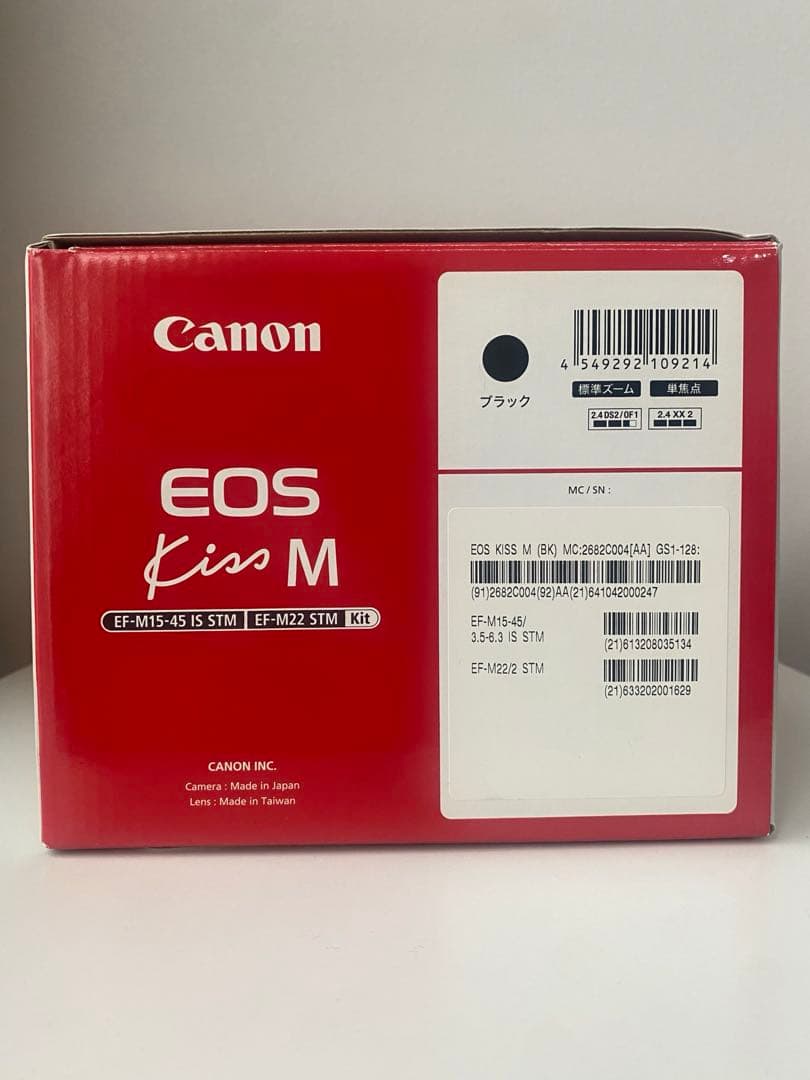 Canon
EOS
Kiss M
EF-M15-45 IS STM EF-M22 STM Kit
CANON INC.
Camera : Made in Japan
Lens : Made in Taiwan
ブラック
4 549292 109214
標準ズーム 単焦点
2.4 DS2/0F1 2.4 XX 2
MC / SN :
EOS KISS M (BK) MC:2682C004[AA] GS1-128:
(91)2682C004(92)AA(21)641042000247
EF-M15-45/
3.5-6.3 IS STM
(21)613208035134
EF-M22/2 STM
(21)633202001629